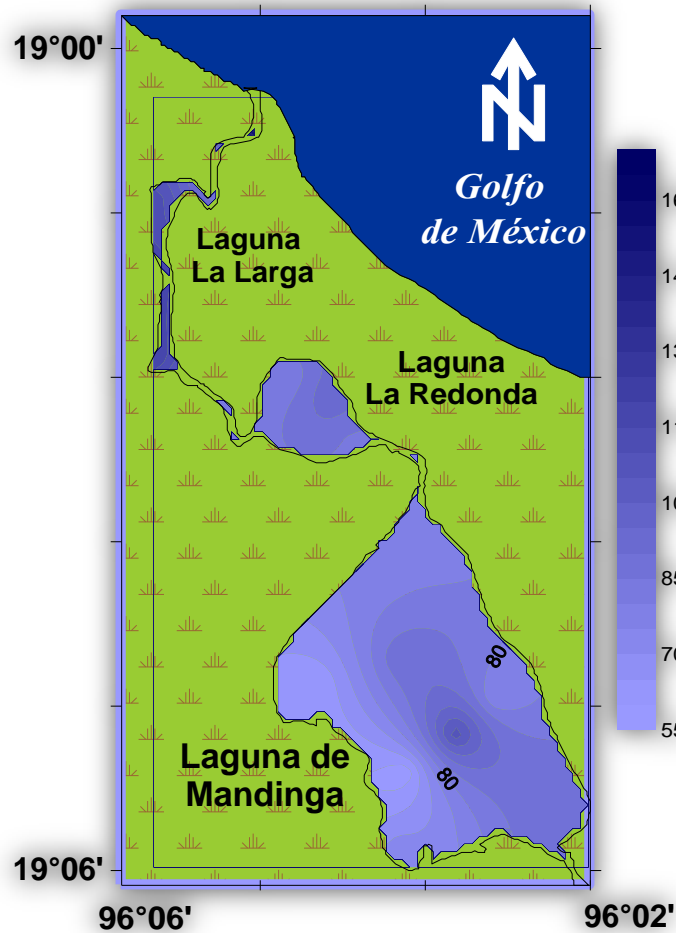 19°00'
N
Golfo
de México
Laguna
La Larga
Laguna
La Redonda
80
80
Laguna de
Mandinga
19°06'
96°06'
96°02'
85
70
55